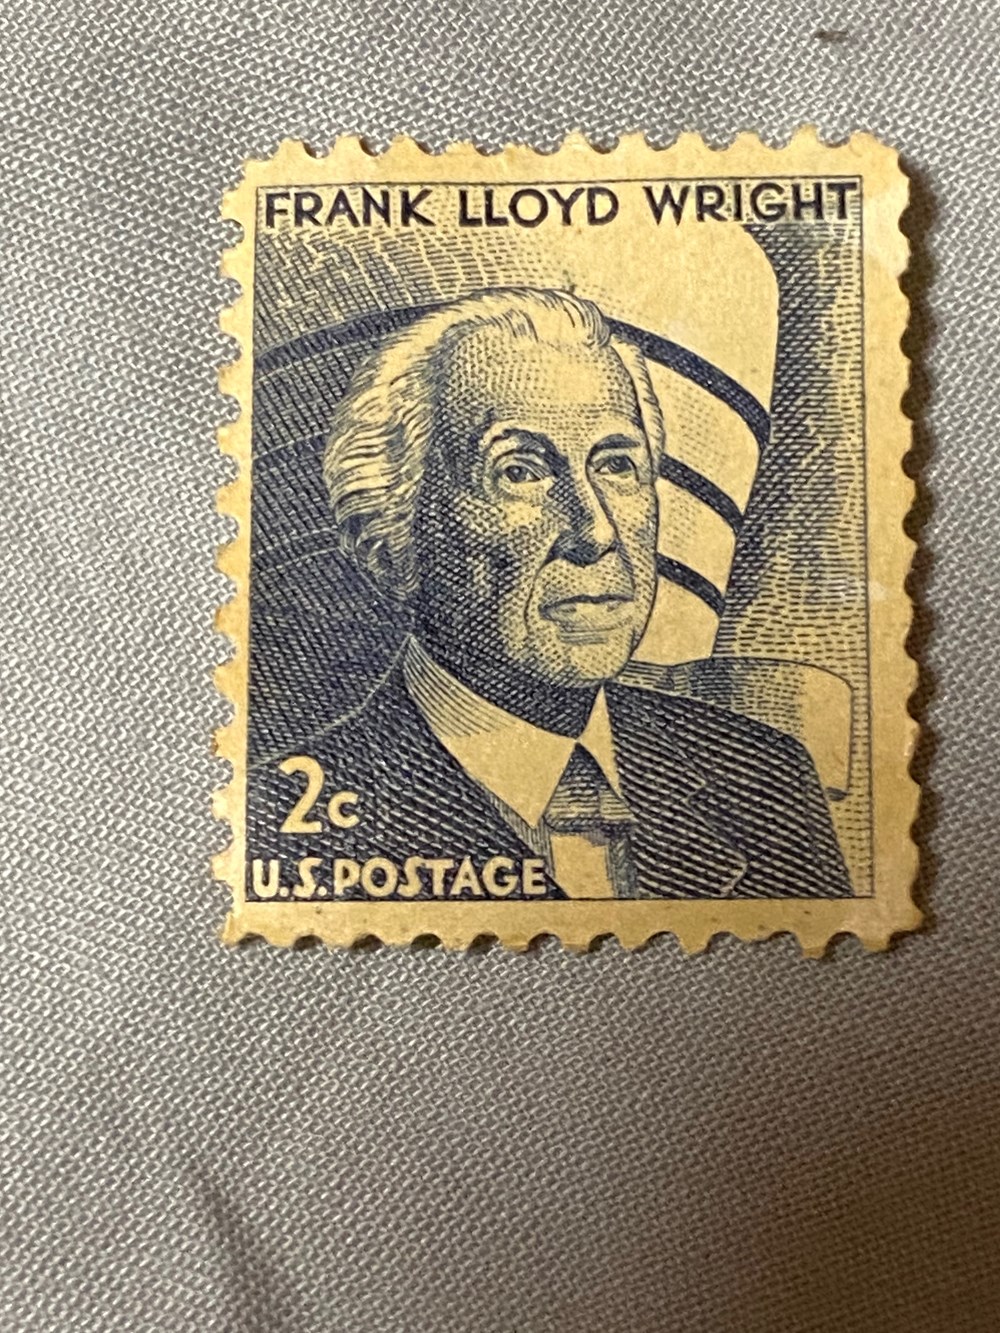 FRANK LLOYD WRIGHT
2c
U.S. POSTAGE